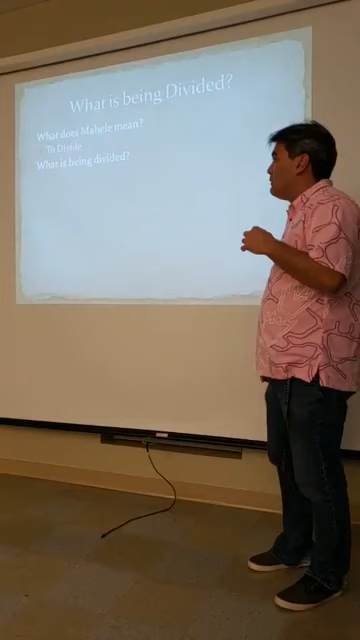 What is being Divided?
What does Mahele mean?
To Divide
What is being divided?